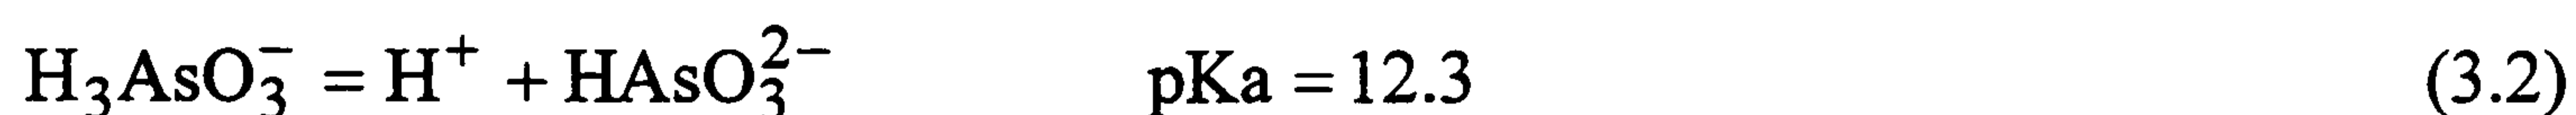 H₃AsO₃⁻ = H⁺ + HAsO₃²⁻ pKa = 12.3 (3.2)